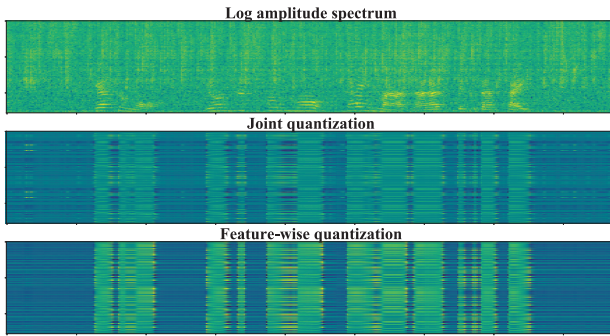 Log amplitude spectrum
Joint quantization
Feature-wise quantization